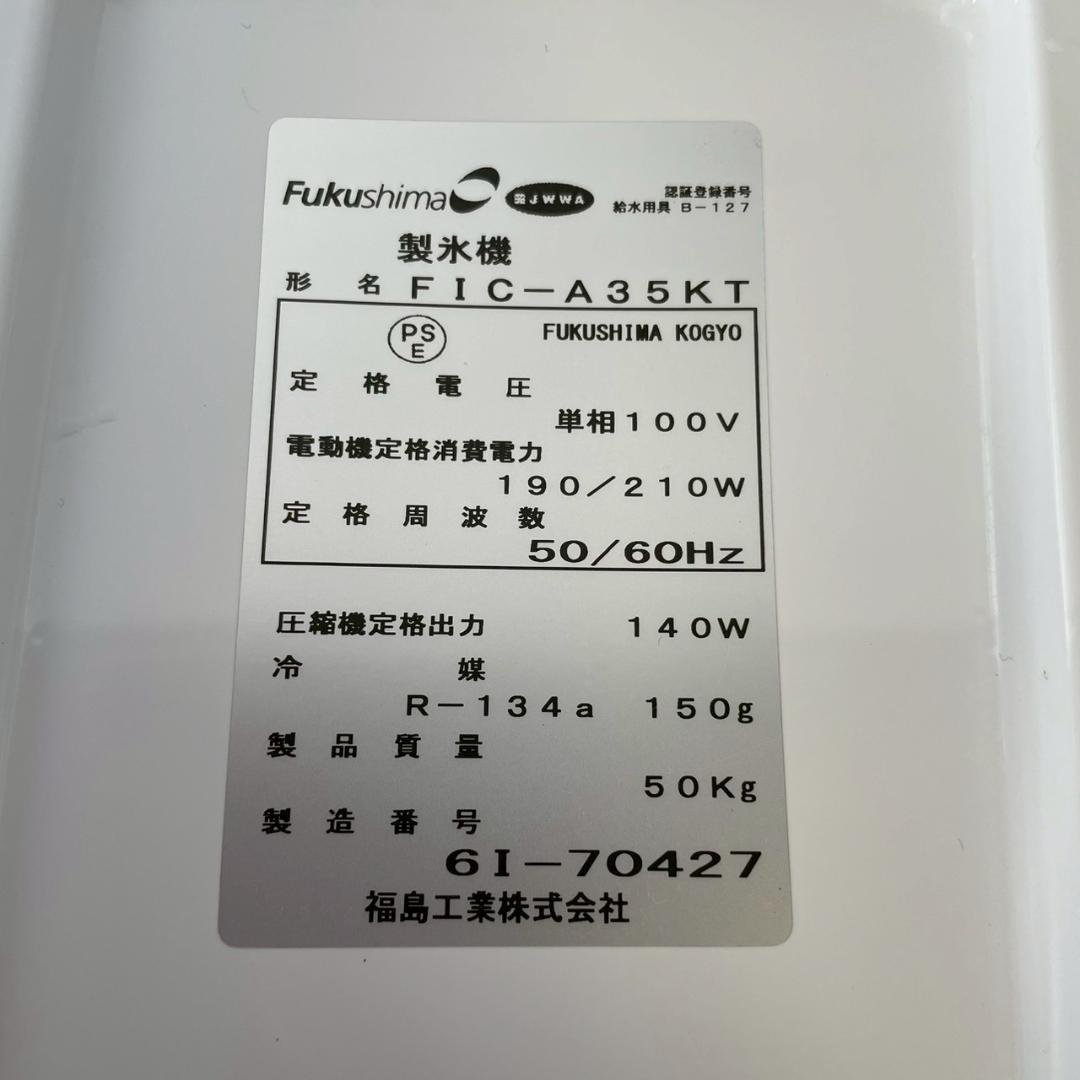 Fukushima JWWA 認証登録番号
給水用具 B-127
製氷機
形名 FIC-A35KT
PS
E
FUKUSHIMA KOGYO
定格電圧
単相100V
電動機定格消費電力
190/210W
定格周波数
50/60Hz
圧縮機定格出力 140W
冷媒
R-134a 150g
製品質量
50Kg
製造番号
6I-70427
福島工業株式会社